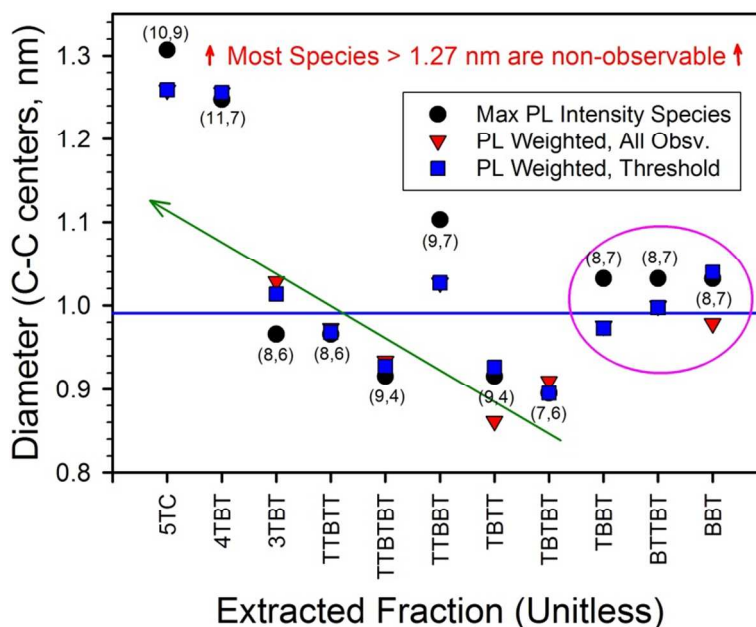 1.3
1.2
1.1
1.0
0.9
0.8
Diameter (C-C centers, nm)
(10,9)
Most Species > 1.27 nm are non-observable
(11,7)
Max PL Intensity Species
PL Weighted, All Obsv.
PL Weighted, Threshold
(9,7)
(8,7)
(8,7)
(8,7)
(8,6)
(8,6)
(9,4)
(9,4)
(7,6)
5TC
4TBT
3TBT
TTBTT
TTBTBT
TTBBT
TBTT
TBTBT
TBBT
BTTBT
BBT
Extracted Fraction (Unitless)